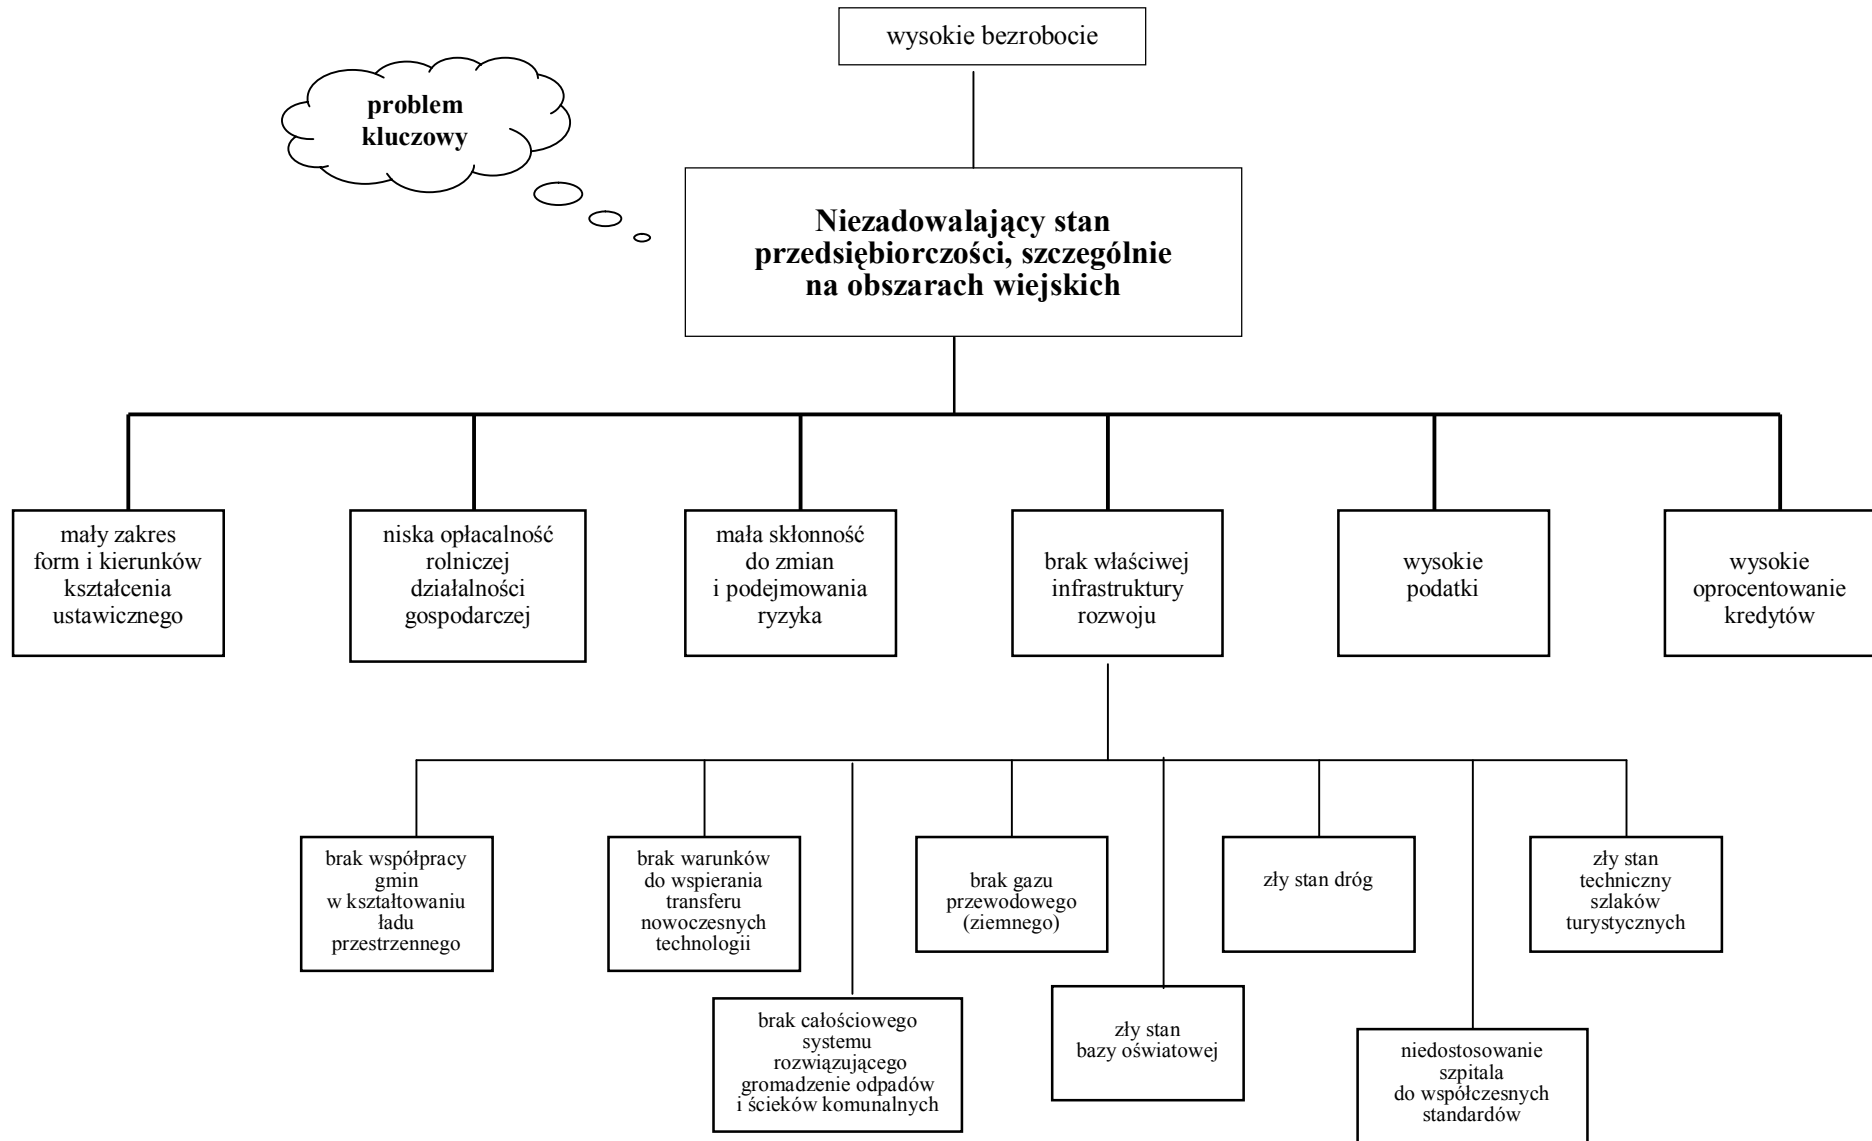 wysokie bezrobocie
problem
kluczowy
Niezadowalający stan
przedsiębiorczości, szczególnie
na obszarach wiejskich
mały zakres
form i kierunków
kształcenia
ustawicznego
niska opłacalność
rolniczej
działalności
gospodarczej
mała skłonność
do zmian
i podejmowania
ryzyka
brak właściwej
infrastruktury
rozwoju
wysokie
podatki
wysokie
oprocentowanie
kredytów
brak współpracy
gmin
w kształtowaniu
ładu
przestrzennego
brak warunków
do wspierania
transferu
nowoczesnych
technologii
brak gazu
przewodowego
(ziemnego)
zły stan dróg
zły stan
techniczny
szlaków
turystycznych
brak całościowego
systemu
rozwiązującego
gromadzenie odpadów
i ścieków komunalnych
zły stan
bazy oświatowej
niedostosowanie
szpitala
do współczesnych
standardów